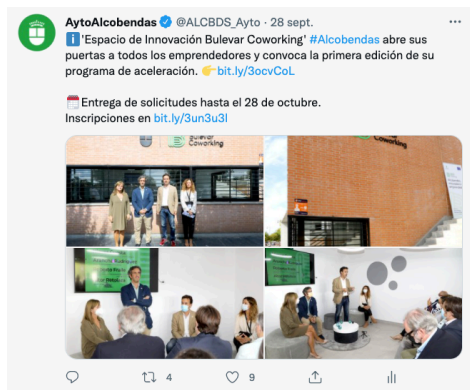 AytoAlcobendas @ALCBDS_Ayto · 28 sept.
'Espacio de Innovación Bulevar Coworking' #Alcobendas abre sus
puertas a todos los emprendedores y convoca la primera edición de su
programa de aceleración. bit.ly/3ocvCoL
Entrega de solicitudes hasta el 28 de octubre.
Inscripciones en bit.ly/3un3u3I
Bulevar
Coworking
Bulevar
Coworking
4
9